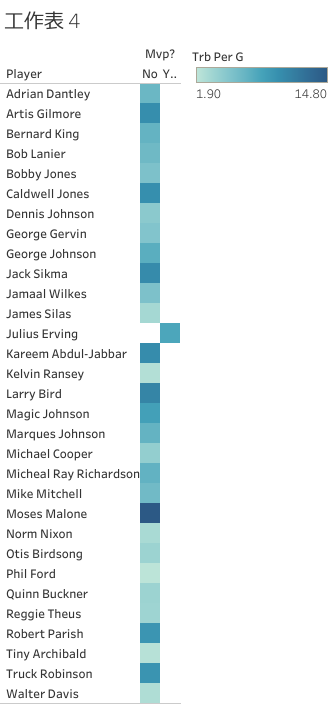 工作表 4
Mvp?
Player
No Y..
Trb Per G
1.90
14.80
Adrian Dantley
Artis Gilmore
Bernard King
Bob Lanier
Bobby Jones
Caldwell Jones
Dennis Johnson
George Gervin
George Johnson
Jack Sikma
Jamaal Wilkes
James Silas
Julius Erving
Kareem Abdul-Jabbar
Kelvin Ransey
Larry Bird
Magic Johnson
Marques Johnson
Michael Cooper
Micheal Ray Richardson
Mike Mitchell
Moses Malone
Norm Nixon
Otis Birdsong
Phil Ford
Quinn Buckner
Reggie Theus
Robert Parish
Tiny Archibald
Truck Robinson
Walter Davis